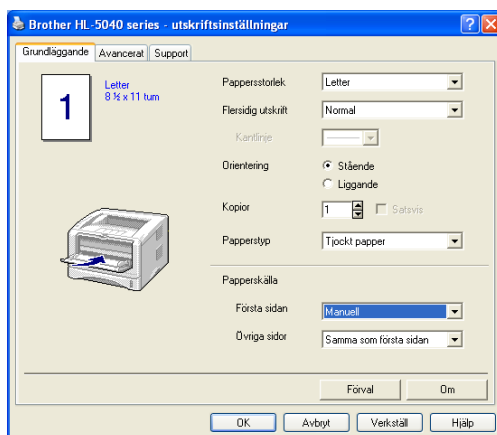 Brother HL-5040 series - utskriftsinställningar
Grundläggande Avancerat Support
1
Letter
8 ½ x 11 tum
Pappersstorlek Letter
Flersidig utskrift Normal
Kantlinje
Orientering Stående
Liggande
Kopior 1 Satsvis
Papperstyp Tjockt papper
Papperskälla
Första sidan Manuell
Övriga sidor Samma som första sidan
Förval Om
OK Avbryt Verkställ Hjälp